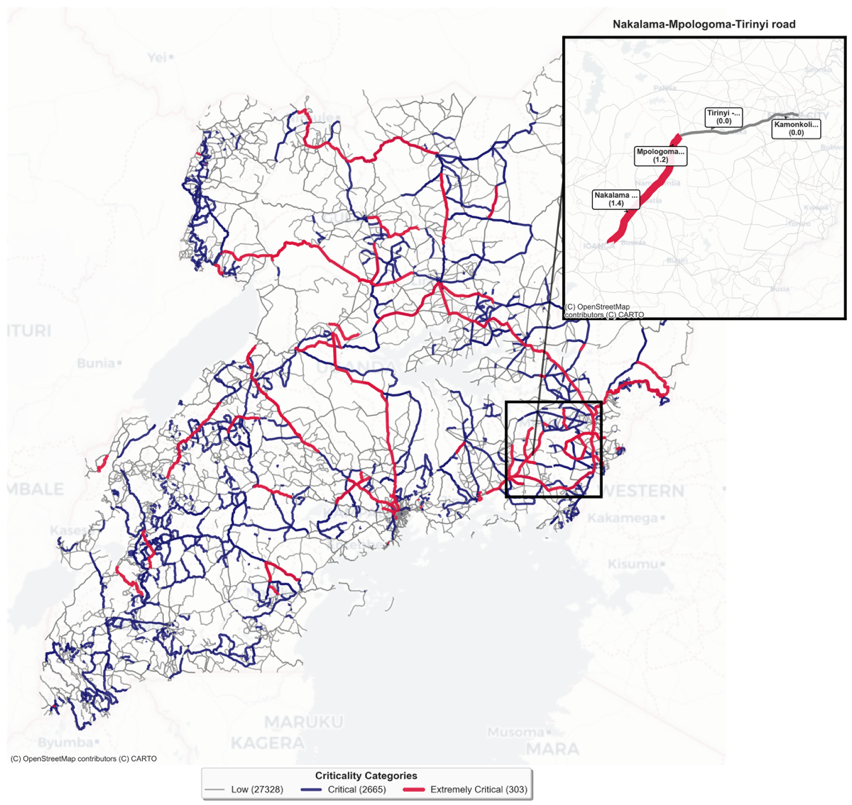 Nakalama-Mpologoma-Tirinyi road
Yei
Tirinyi -...
(0.0)
Kamonkoli...
(0.0)
Mpologoma...
(1.2)
Nakalama ...
(1.4)
(C) OpenStreetMap
contributors (C) CARTO
ITURI
Bunia
UGANDA
MBALE
WESTERN
Kakamega
Kases
Kisumu
MARUKU
KAGERA
Musoma
MARA
Byumba
(C) OpenStreetMap contributors (C) CARTO
Criticality Categories
Low (27328)
Critical (2665)
Extremely Critical (303)